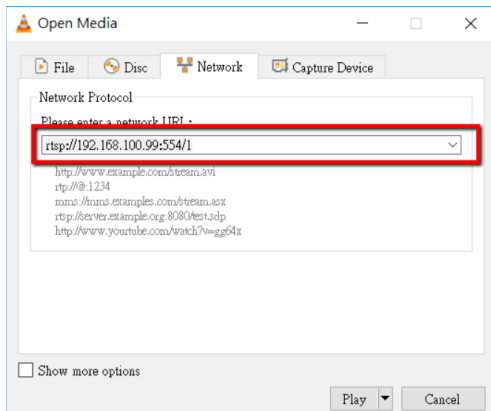 Open Media
File Disc Network Capture Device
Network Protocol
Please enter a network URL:
rtsp://192.168.100.99:554/1
http://www.example.com/stream.avi
rtp://@:1234
mms://mms.examples.com/stream.asx
rtsp://server.example.org:8080/test.sdp
http://www.yourtube.com/watch?v=gg64x
Show more options
Play Cancel